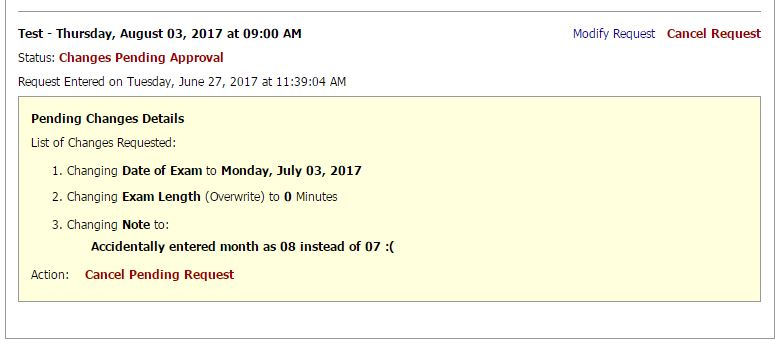 Test - Thursday, August 03, 2017 at 09:00 AM Modify Request Cancel Request
Status: Changes Pending Approval
Request Entered on Tuesday, June 27, 2017 at 11:39:04 AM
Pending Changes Details
List of Changes Requested:
1. Changing Date of Exam to Monday, July 03, 2017
2. Changing Exam Length (Overwrite) to 0 Minutes
3. Changing Note to:
Accidentally entered month as 08 instead of 07 :(
Action: Cancel Pending Request